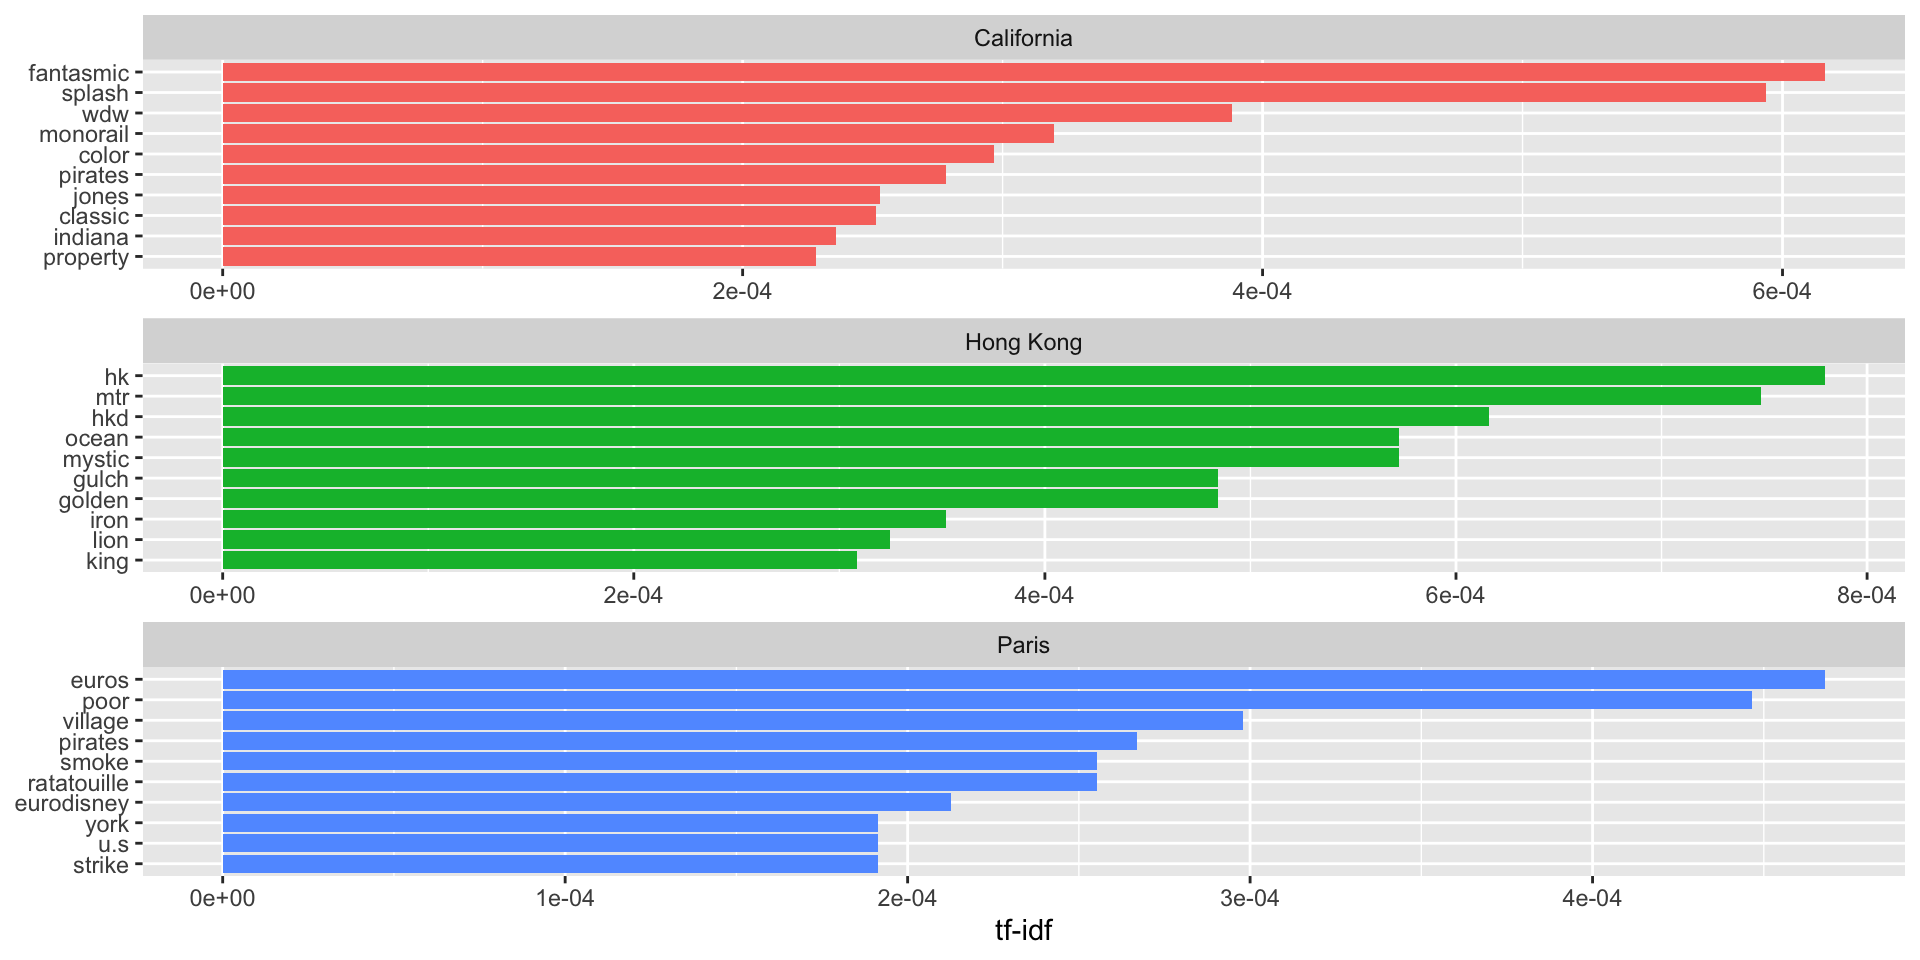 California
fantasmic
splash
wdw
monorail
color
pirates
jones
classic
indiana
property
0e+00 2e-04 4e-04 6e-04
Hong Kong
hk
mtr
hkd
ocean
mystic
gulch
golden
iron
lion
king
0e+00 2e-04 4e-04 6e-04 8e-04
Paris
euros
poor
village
pirates
smoke
ratatouille
eurodisney
york
u.s
strike
0e+00 1e-04 2e-04 3e-04 4e-04
tf-idf